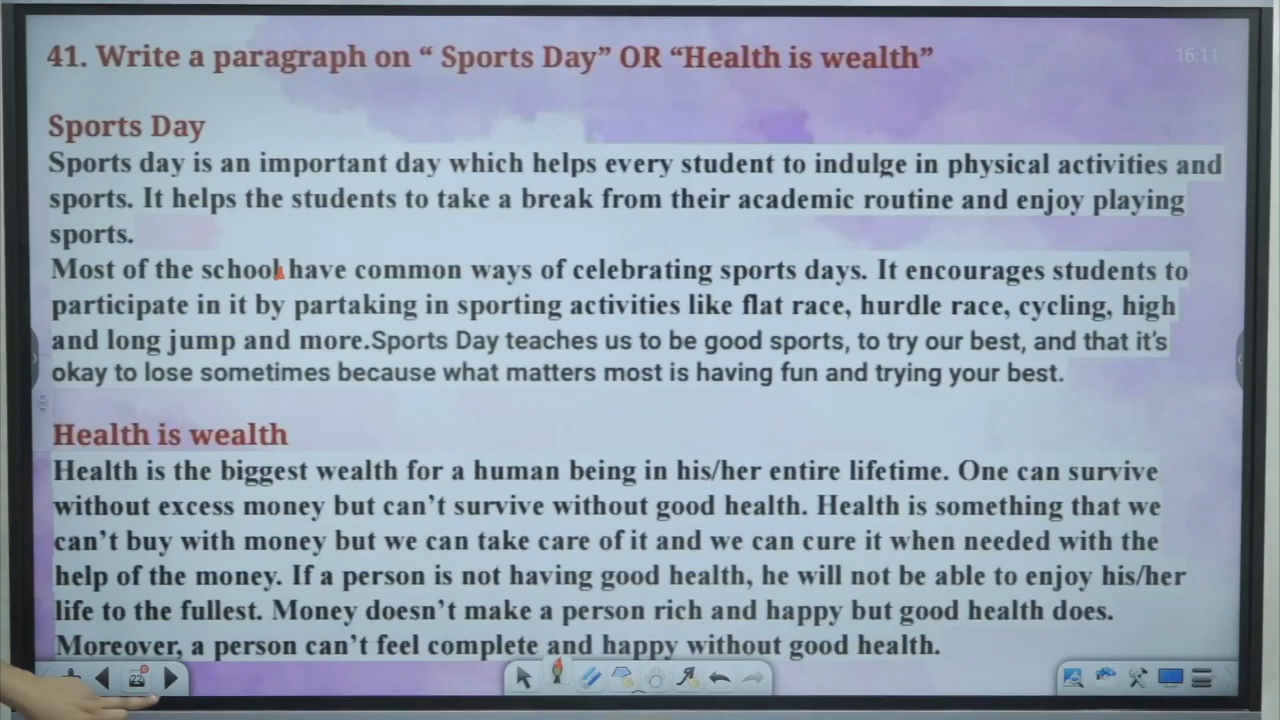 41. Write a paragraph on “ Sports Day” OR “Health is wealth”
16:11
Sports Day
Sports day is an important day which helps every student to indulge in physical activities and
sports. It helps the students to take a break from their academic routine and enjoy playing
sports.
Most of the schools have common ways of celebrating sports days. It encourages students to
participate in it by partaking in sporting activities like flat race, hurdle race, cycling, high
and long jump and more.Sports Day teaches us to be good sports, to try our best, and that it’s
okay to lose sometimes because what matters most is having fun and trying your best.
Health is wealth
Health is the biggest wealth for a human being in his/her entire lifetime. One can survive
without excess money but can’t survive without good health. Health is something that we
can’t buy with money but we can take care of it and we can cure it when needed with the
help of the money. If a person is not having good health, he will not be able to enjoy his/her
life to the fullest. Money doesn’t make a person rich and happy but good health does.
Moreover, a person can’t feel complete and happy without good health.
23